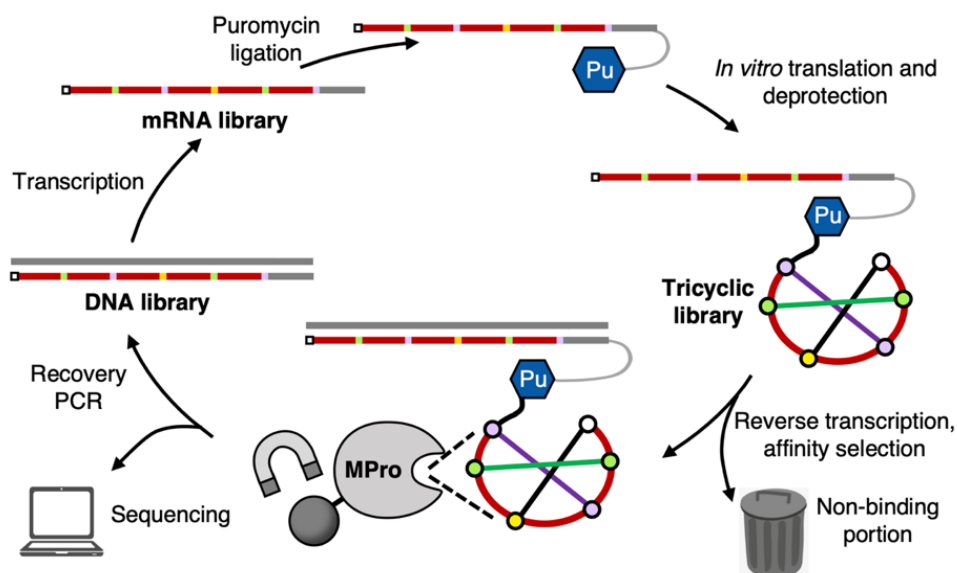 Puromycin
ligation
Pu
In vitro translation and
deprotection
mRNA library
Transcription
Pu
Tricyclic
library
DNA library
Recovery
PCR
Pu
Reverse transcription,
affinity selection
MPro
Sequencing
Non-binding
portion